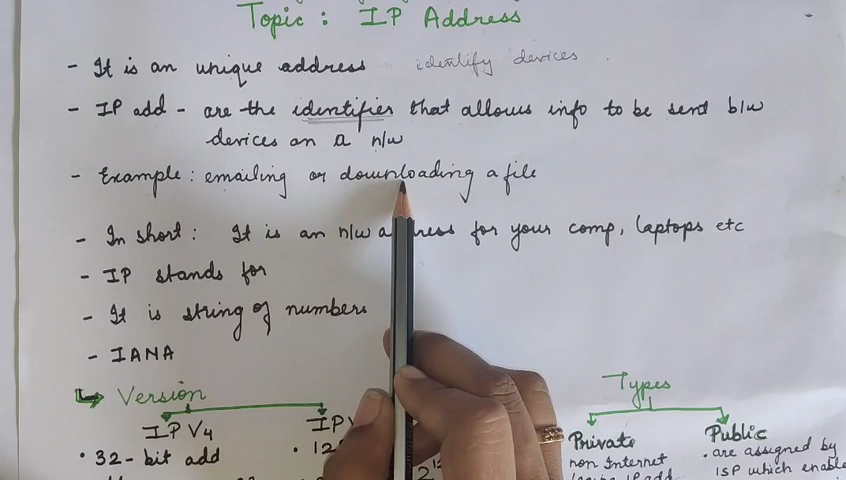 Topic : IP Address
- It is an unique address identify devices
- IP add - are the identifier that allows info to be send b/w
devices on a n/w
- Example : emailing or downloading a file
- In short : It is an n/w address for your comp, laptops etc
- IP stands for
- It is string of numbers
- IANA
Version
IPV4
• 32-bit add
Types
Private
non Internet
Public
• are assigned by
ISP which enable